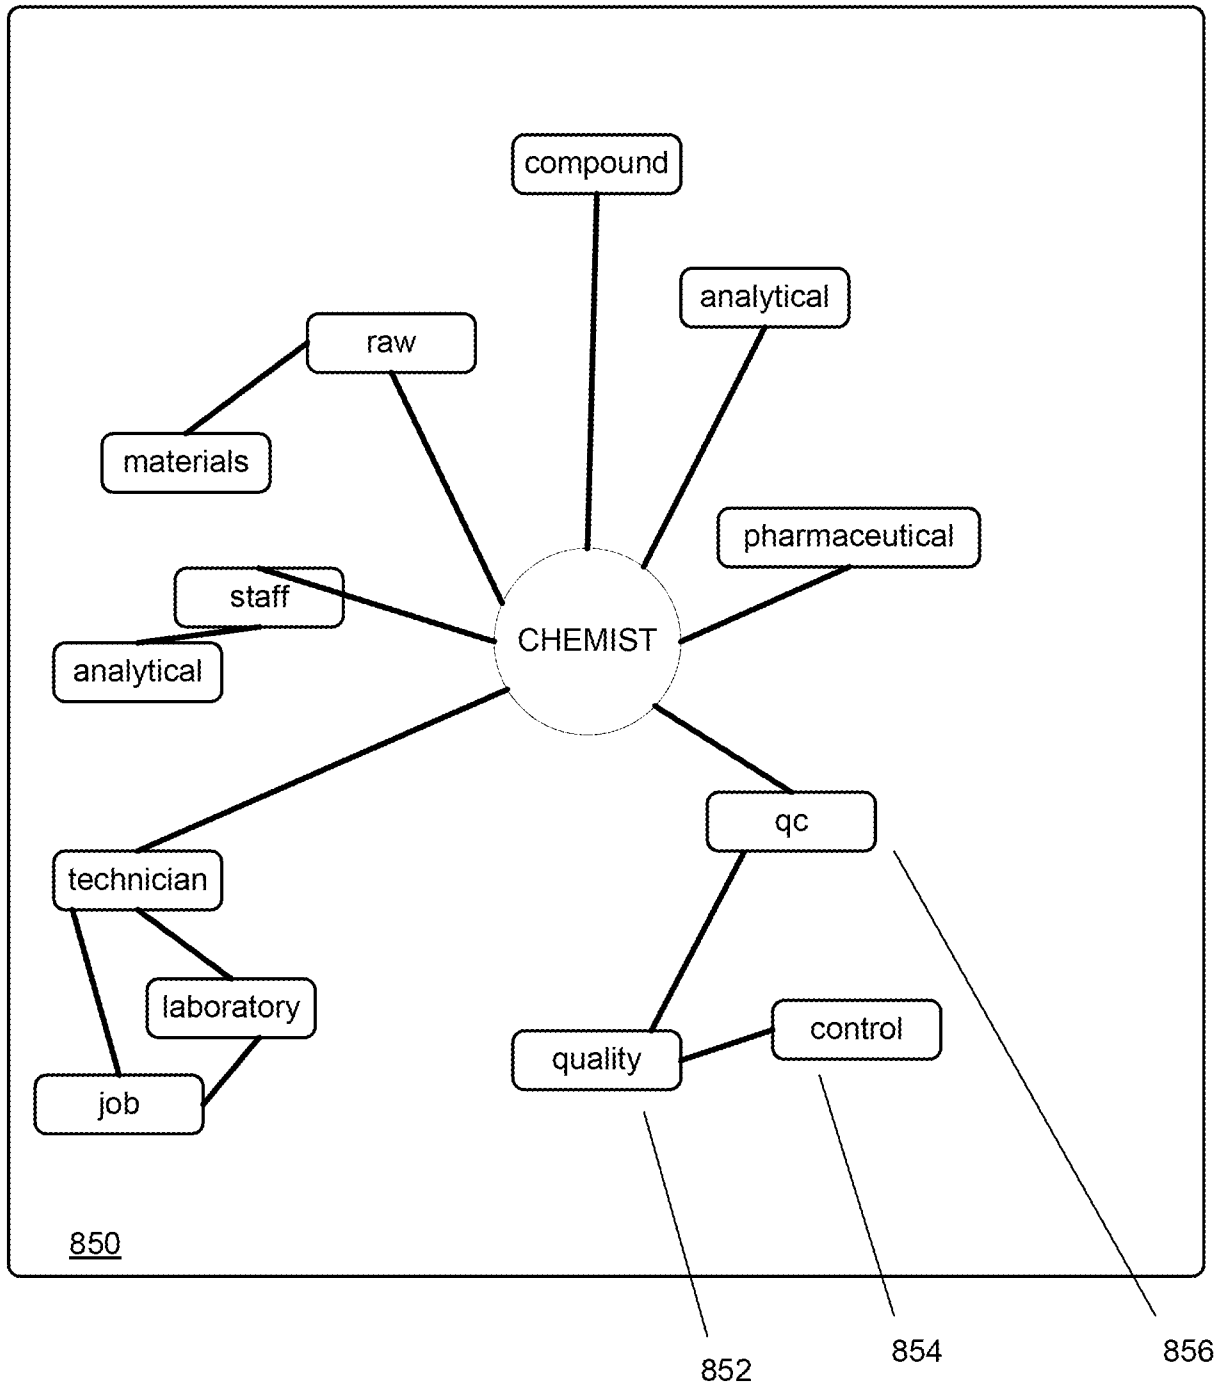 compound
analytical
raw
materials
pharmaceutical
staff
CHEMIST
analytical
qc
technician
laboratory
control
quality
job
850
852
854
856